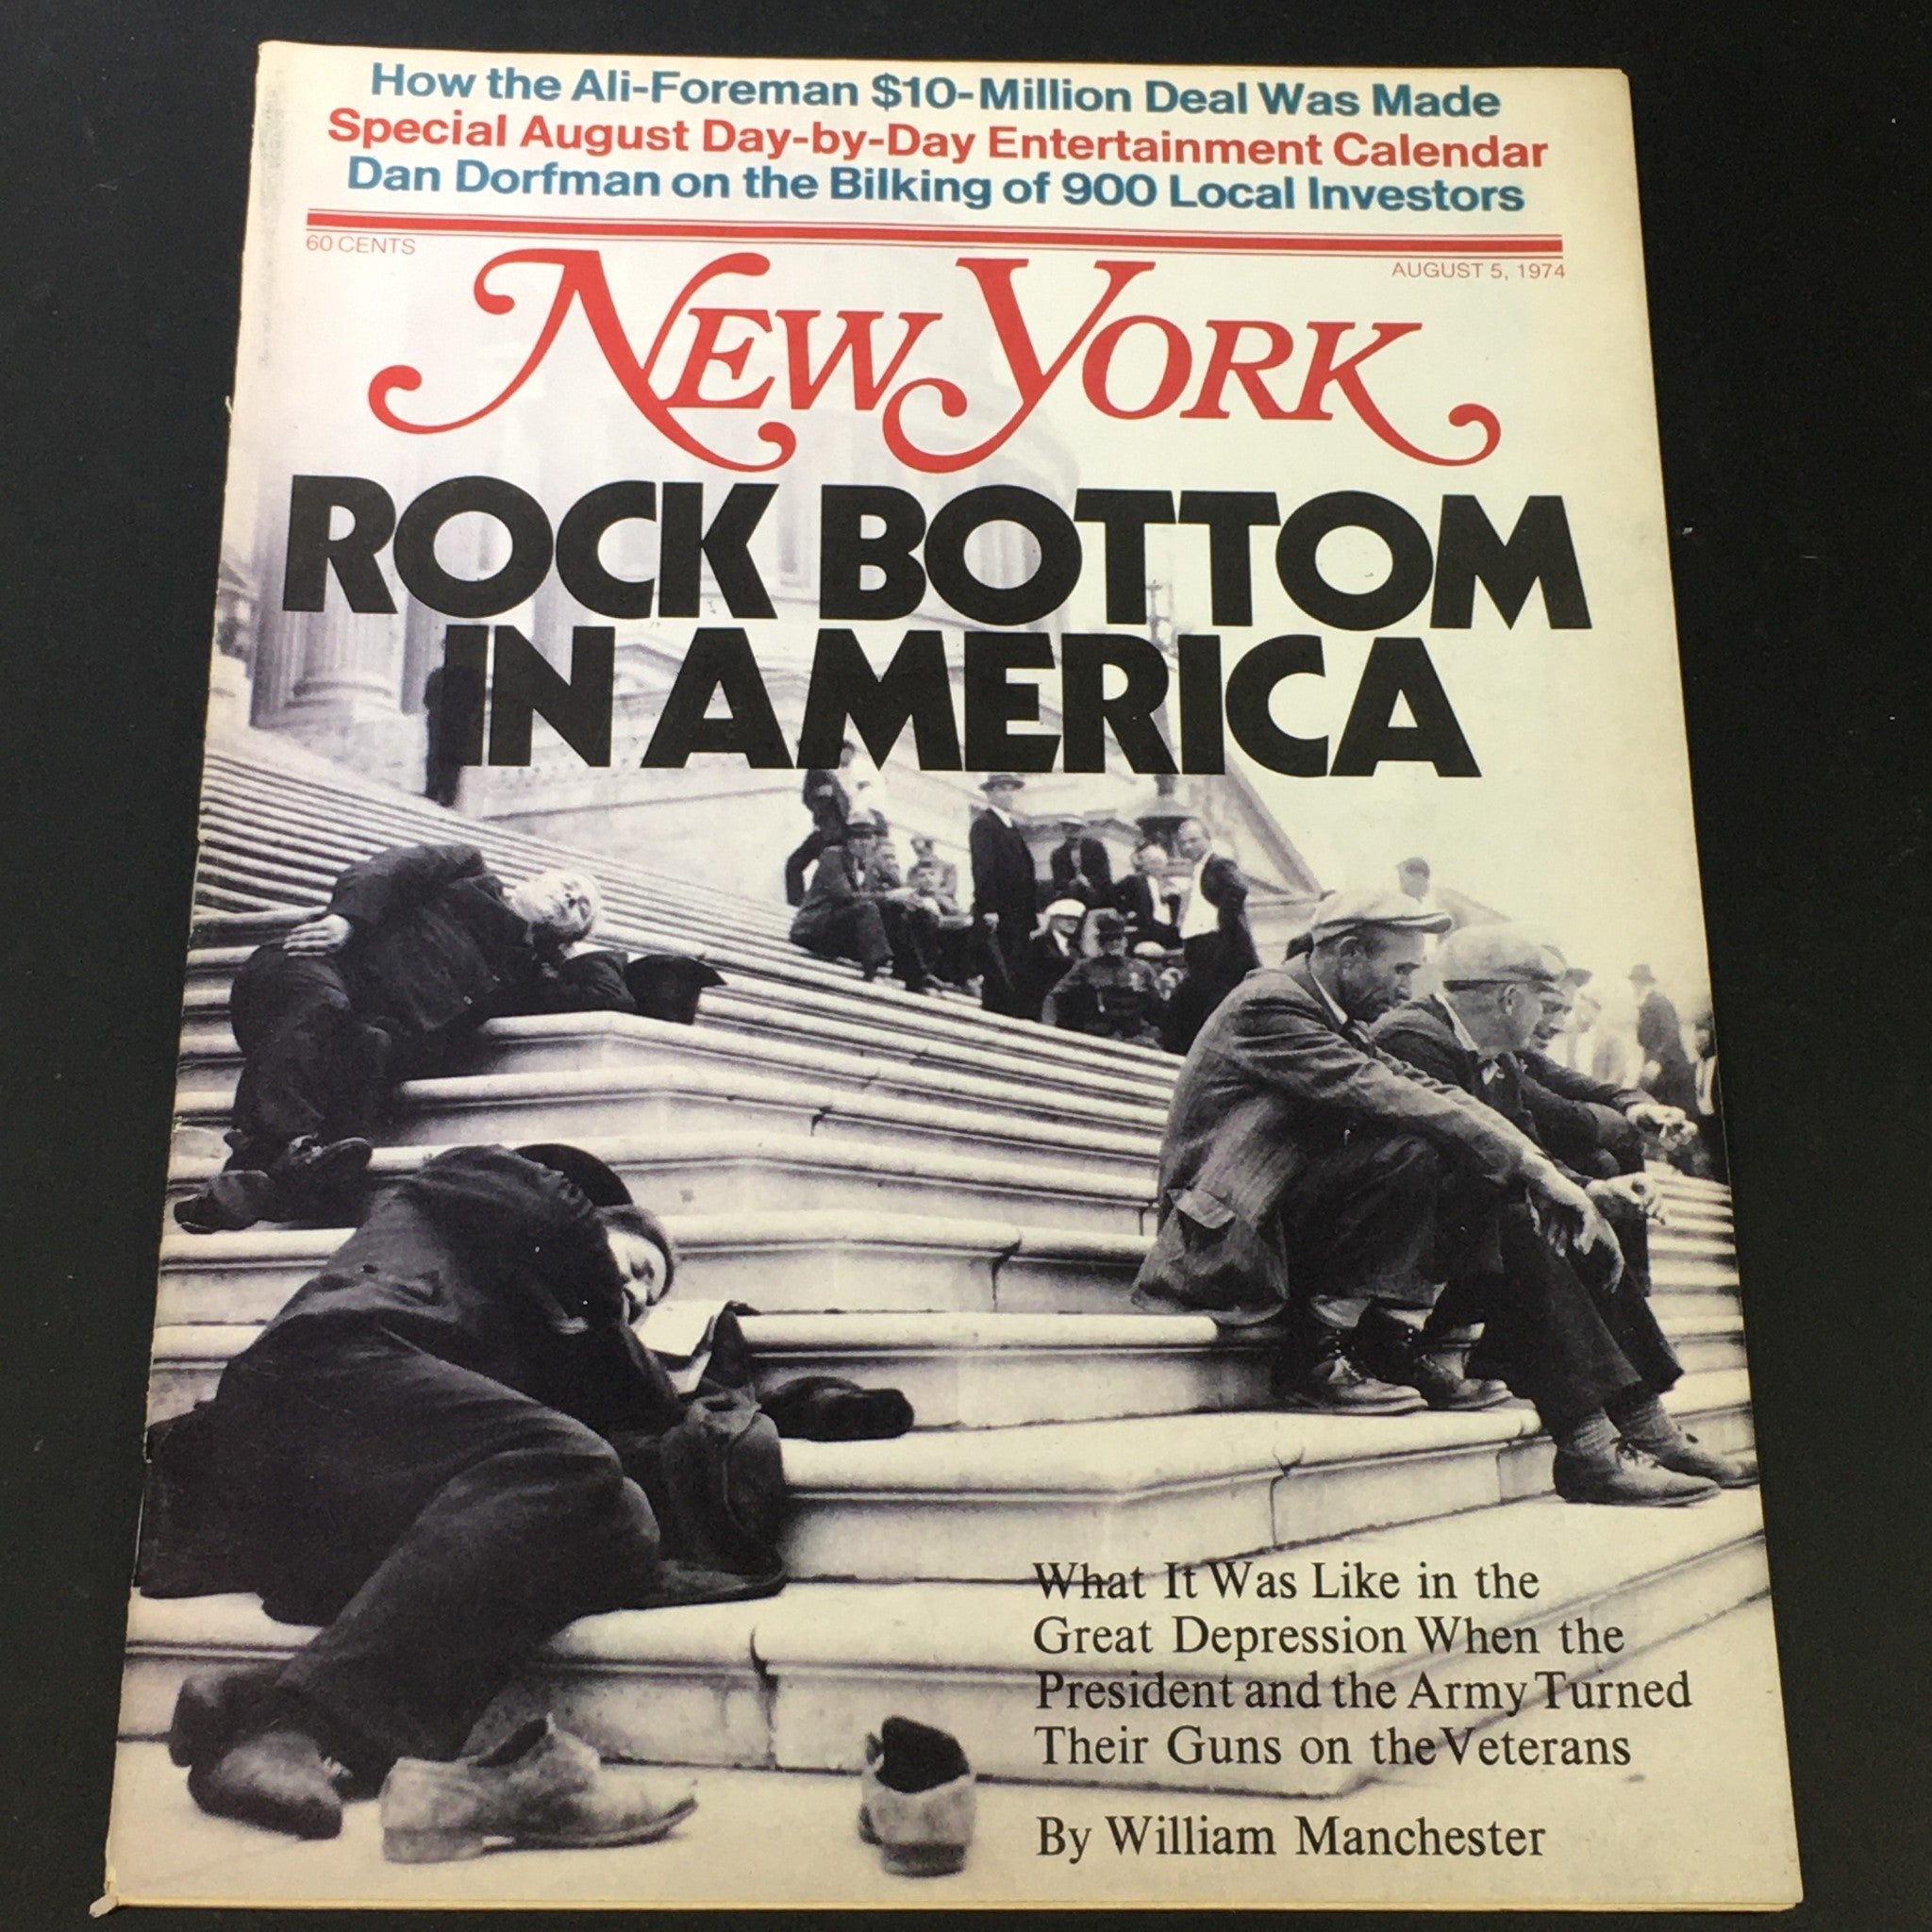 How the Ali-Foreman $10-Million Deal Was Made
Special August Day-by-Day Entertainment Calendar
Dan Dorfman on the Bilking of 900 Local Investors
60 CENTS
AUGUST 5, 1974
NEW YORK
ROCK BOTTOM
IN AMERICA
What It Was Like in the
Great Depression When the
President and the Army Turned
Their Guns on the Veterans
By William Manchester